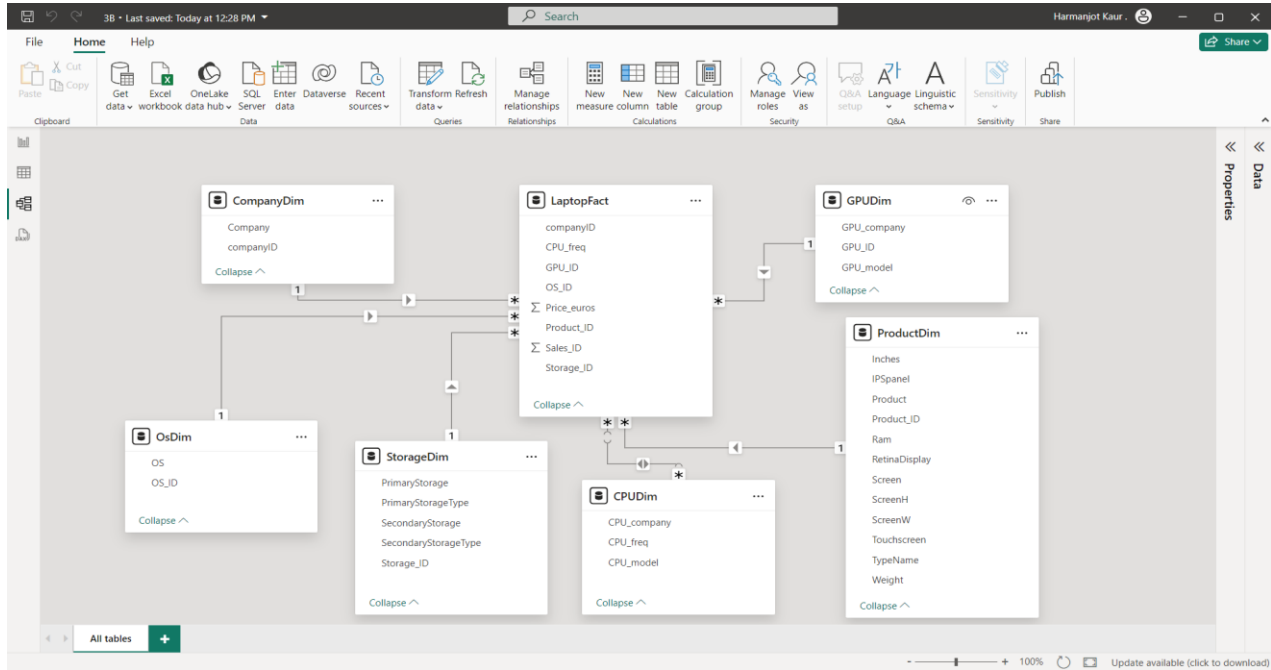 3B • Last saved: Today at 12:28 PM
Search
Harmanjot Kaur .
File Home Help
Share
Paste
Cut
Copy
Clipboard
Get data
Excel workbook
OneLake data hub
SQL Server
Enter data
Dataverse
Recent sources
Data
Transform data
Refresh
Queries
Manage relationships
Relationships
New measure
New column
New table
Calculation group
Calculations
Manage roles
View as
Security
Q&A setup
Language
Linguistic schema
Q&A
Sensitivity
Sensitivity
Publish
Share
Properties
Data
CompanyDim
Company
companyID
Collapse
1
LaptopFact
companyID
CPU_freq
GPU_ID
OS_ID
Σ Price_euros
Product_ID
Σ Sales_ID
Storage_ID
Collapse
*
*
*
*
*
*
GPUDim
GPU_company
GPU_ID
GPU_model
Collapse
1
ProductDim
Inches
IPSpanel
Product
Product_ID
Ram
RetinaDisplay
Screen
ScreenH
ScreenW
Touchscreen
TypeName
Weight
Collapse
1
OsDim
OS
OS_ID
Collapse
1
StorageDim
PrimaryStorage
PrimaryStorageType
SecondaryStorage
SecondaryStorageType
Storage_ID
Collapse
1
CPUDim
CPU_company
CPU_freq
CPU_model
Collapse
*
All tables
+
- + 100%
Update available (click to download)